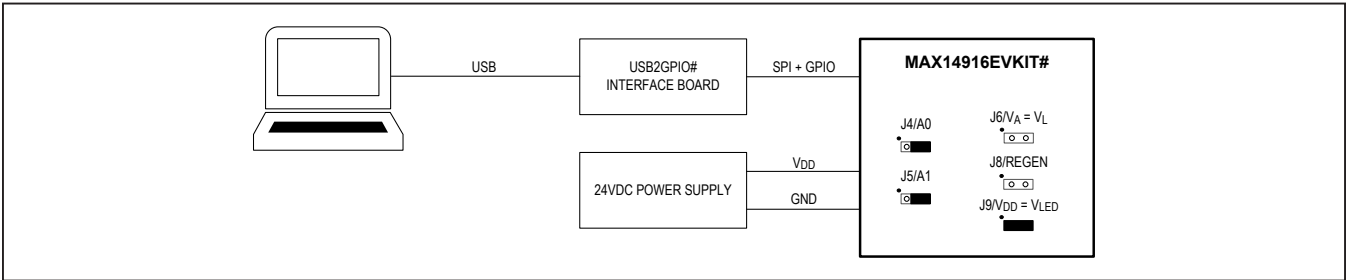 USB
USB2GPIO#
INTERFACE BOARD
SPI + GPIO
MAX14916EVKIT#
J4/A0
J6/VA = VL
J5/A1
J8/REGEN
J9/VDD = VLED
24VDC POWER SUPPLY
VDD
GND